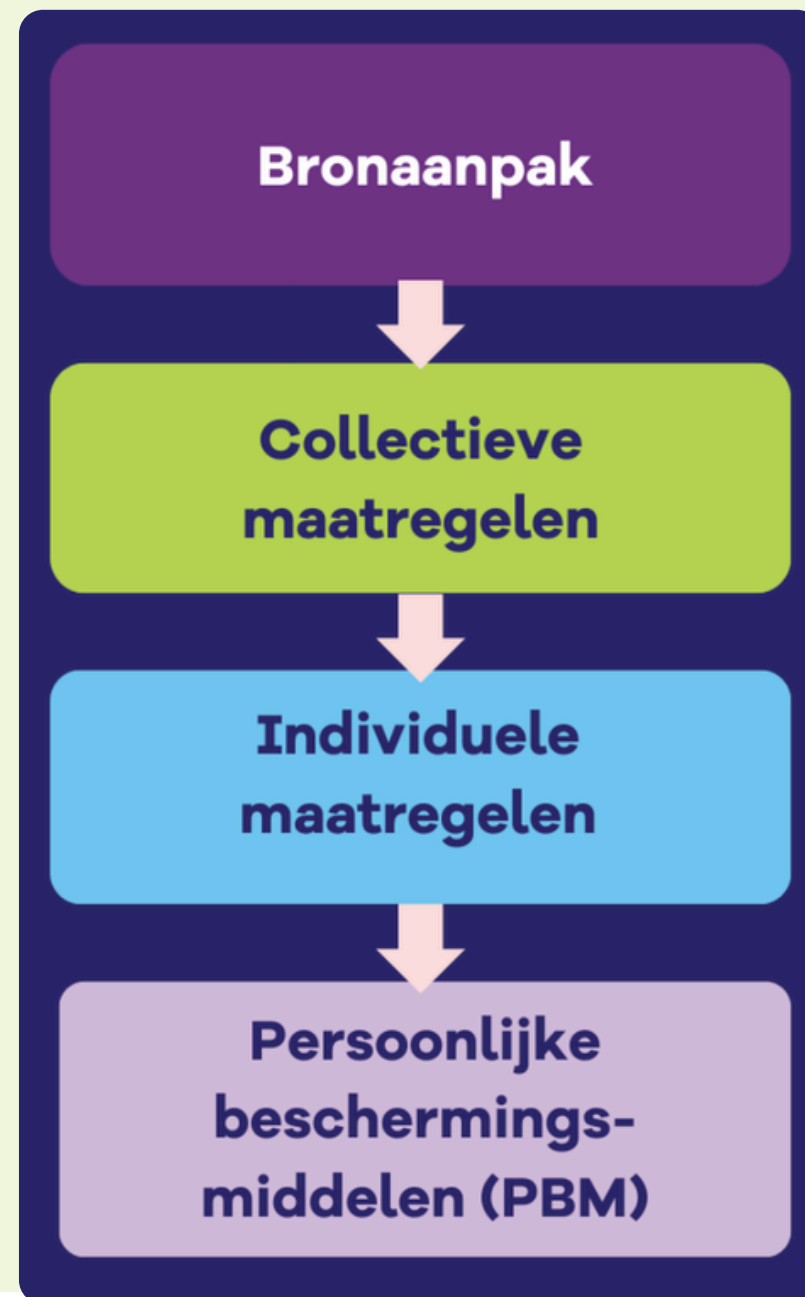 Bronaanpak
Collectieve
maatregelen
Individuele
maatregelen
Persoonlijke
beschermings-
middelen (PBM)